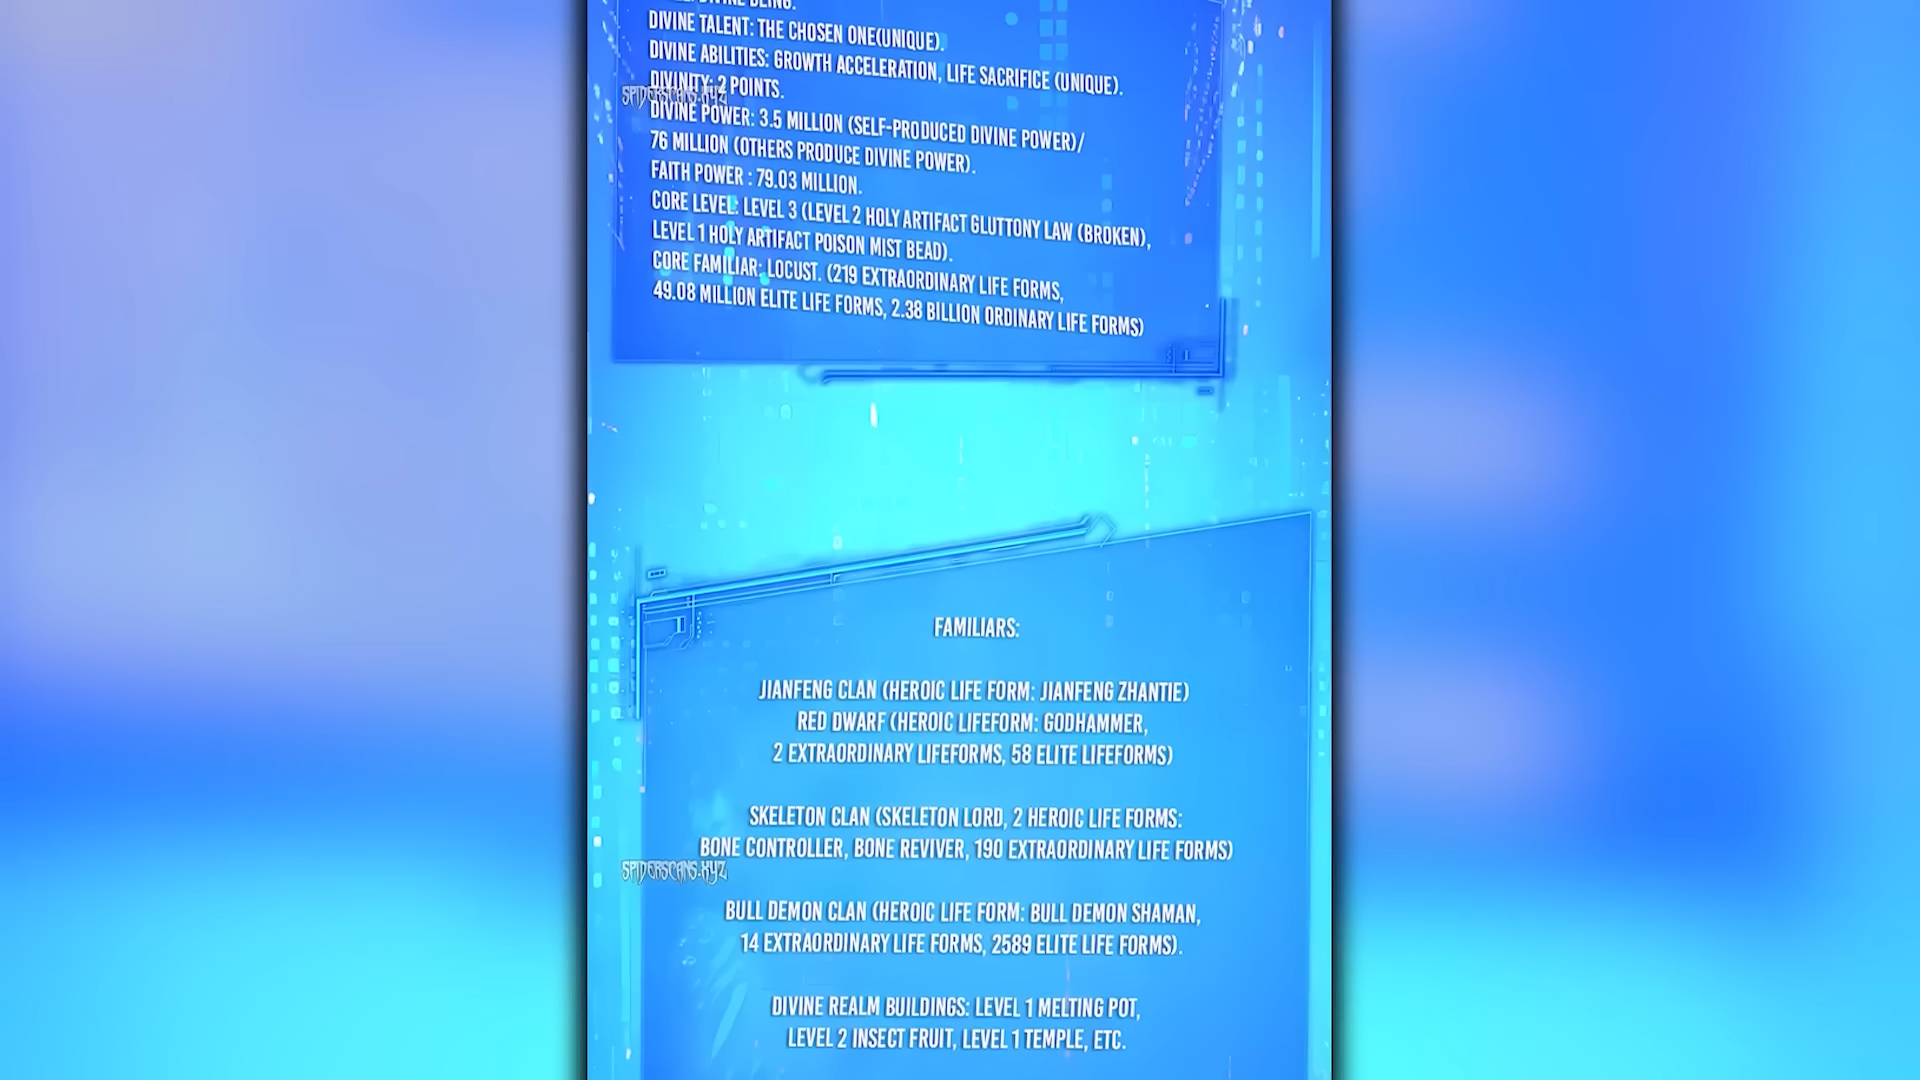 DIVINE BEING.
DIVINE TALENT: THE CHOSEN ONE(UNIQUE).
DIVINE ABILITIES: GROWTH ACCELERATION, LIFE SACRIFICE (UNIQUE).
DIVINITY: 2 POINTS.
SPIDERSCANS.XYZ
DIVINE POWER: 3.5 MILLION (SELF-PRODUCED DIVINE POWER)/
76 MILLION (OTHERS PRODUCE DIVINE POWER).
FAITH POWER : 79.03 MILLION.
CORE LEVEL: LEVEL 3 (LEVEL 2 HOLY ARTIFACT GLUTTONY LAW (BROKEN),
LEVEL 1 HOLY ARTIFACT POISON MIST BEAD).
CORE FAMILIAR: LOCUST. (219 EXTRAORDINARY LIFE FORMS,
49.08 MILLION ELITE LIFE FORMS, 2.38 BILLION ORDINARY LIFE FORMS)
FAMILIARS:
JIANFENG CLAN (HEROIC LIFE FORM: JIANFENG ZHANTIE)
RED DWARF (HEROIC LIFEFORM: GODHAMMER,
2 EXTRAORDINARY LIFEFORMS, 58 ELITE LIFEFORMS)
SKELETON CLAN (SKELETON LORD, 2 HEROIC LIFE FORMS:
BONE CONTROLLER, BONE REVIVER, 190 EXTRAORDINARY LIFE FORMS)
SPIDERSCANS.XYZ
BULL DEMON CLAN (HEROIC LIFE FORM: BULL DEMON SHAMAN,
14 EXTRAORDINARY LIFE FORMS, 2589 ELITE LIFE FORMS).
DIVINE REALM BUILDINGS: LEVEL 1 MELTING POT,
LEVEL 2 INSECT FRUIT, LEVEL 1 TEMPLE, ETC.